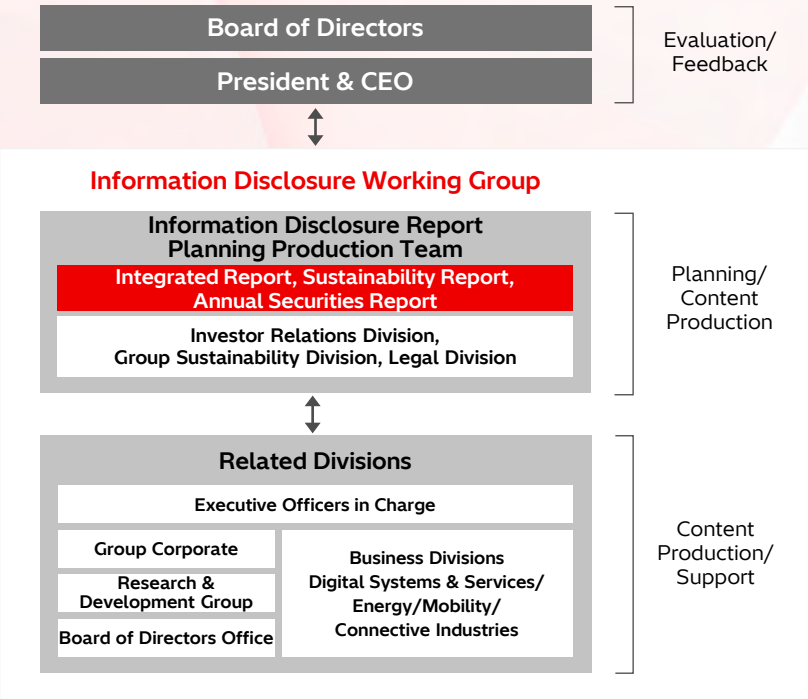 Board of Directors
President & CEO
Evaluation/
Feedback
Information Disclosure Working Group
Information Disclosure Report
Planning Production Team
Integrated Report, Sustainability Report,
Annual Securities Report
Investor Relations Division,
Group Sustainability Division, Legal Division
Planning/
Content
Production
Related Divisions
Executive Officers in Charge
Group Corporate
Research &
Development Group
Board of Directors Office
Business Divisions
Digital Systems & Services/
Energy/Mobility/
Connective Industries
Content
Production/
Support